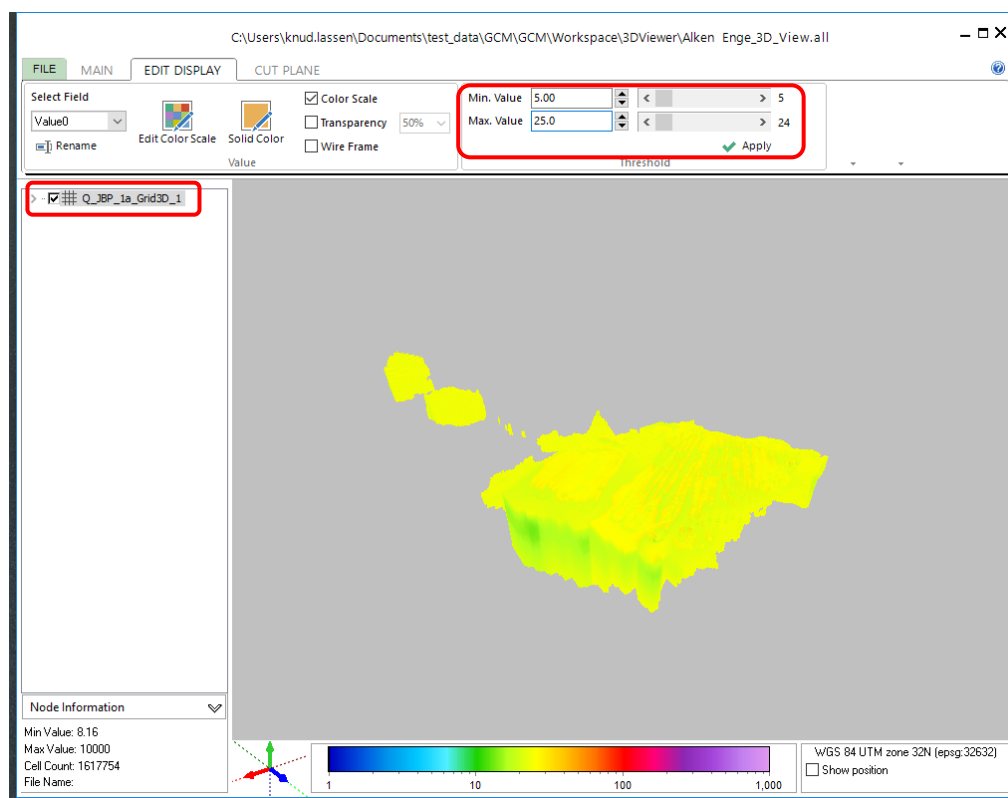 C:\Users\knud.lassen\Documents\test_data\GCM\GCM\Workspace\3DViewer\Alken Enge_3D_View.all
FILE MAIN EDIT DISPLAY CUT PLANE
Select Field
Value0
Rename
Edit Color Scale
Solid Color
Color Scale
Transparency 50%
Wire Frame
Value
Min. Value 5.00 5
Max. Value 25.0 24
Apply
Threshold
Q_JBP_1a_Grid3D_1
Node Information
Min Value: 8.16
Max Value: 10000
Cell Count: 1617754
File Name:
1 10 100 1,000
WGS 84 UTM zone 32N (epsg:32632)
Show position